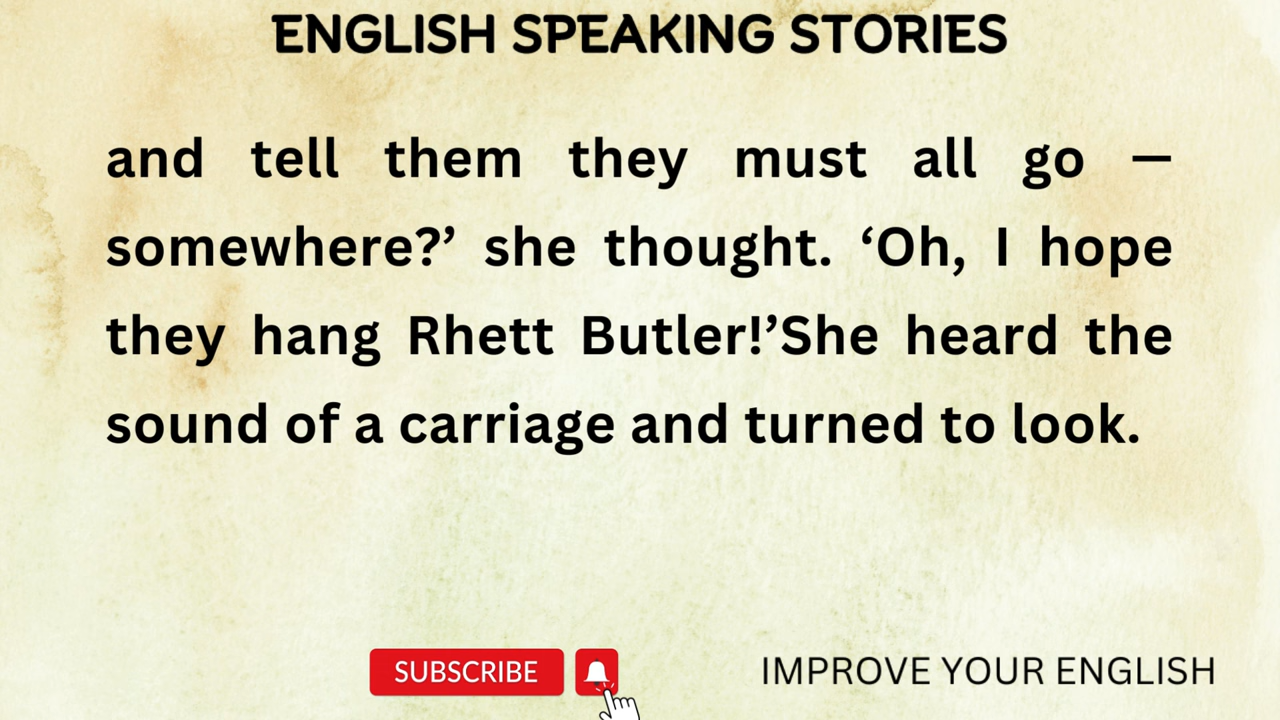 ENGLISH SPEAKING STORIES
and tell them they must all go –
somewhere?’ she thought. ‘Oh, I hope
they hang Rhett Butler!’She heard the
sound of a carriage and turned to look.
SUBSCRIBE
IMPROVE YOUR ENGLISH